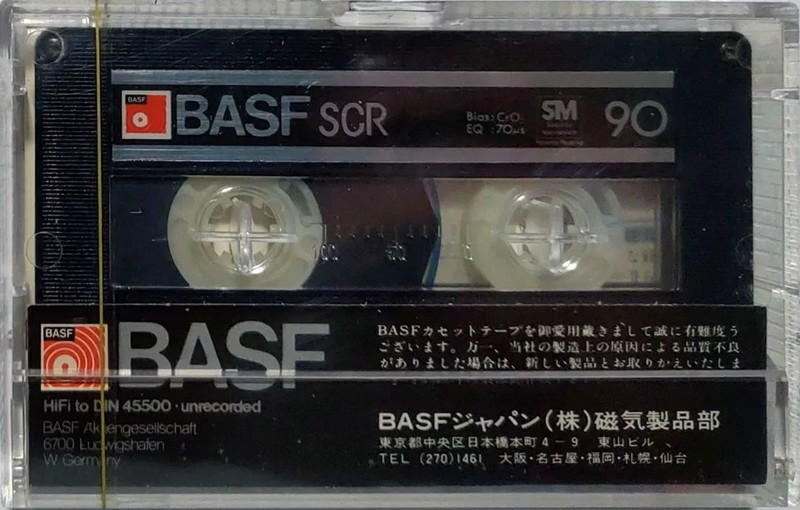 BASF
BASF SCR
Bias: CrO₂
EQ : 70μs
SM
90
100 50 0
BASF
BASF
BASFカセットテープを御愛用戴きまして誠に有難度う
ございます。万一、当社の製造上の原因による品質不良
がありました場合は、新しい製品とお取りかえいたしま
HiFi to DIN 45500 · unrecorded
BASF Aktiengesellschaft
6700 Ludwigshafen
W. Germany
BASFジャパン(株)磁気製品部
東京都中央区日本橋本町4－9 東山ビル
TEL (270)1461 大阪・名古屋・福岡・札幌・仙台